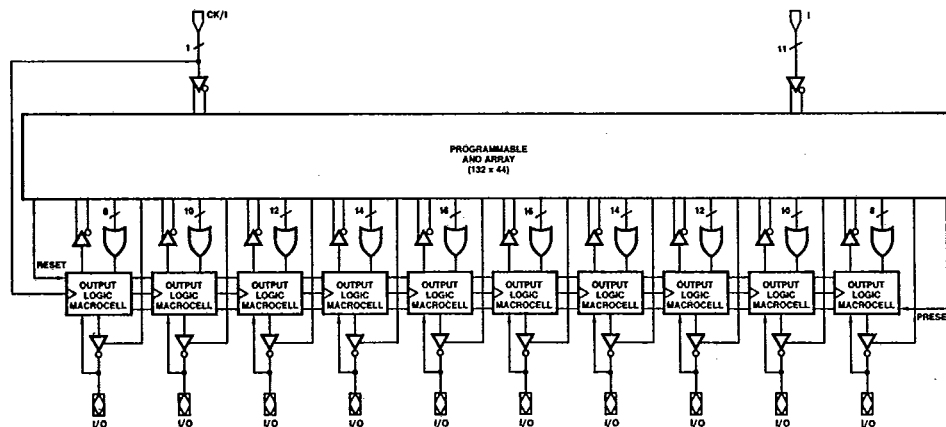 CK/I
I
1
11
PROGRAMMABLE
AND ARRAY
(132 x 44)
8
10
12
14
16
16
14
12
10
8
RESET
OUTPUT
LOGIC
MACROCELL
OUTPUT
LOGIC
MACROCELL
OUTPUT
LOGIC
MACROCELL
OUTPUT
LOGIC
MACROCELL
OUTPUT
LOGIC
MACROCELL
OUTPUT
LOGIC
MACROCELL
OUTPUT
LOGIC
MACROCELL
OUTPUT
LOGIC
MACROCELL
OUTPUT
LOGIC
MACROCELL
OUTPUT
LOGIC
MACROCELL
PRESE
I/O
I/O
I/O
I/O
I/O
I/O
I/O
I/O
I/O
I/O